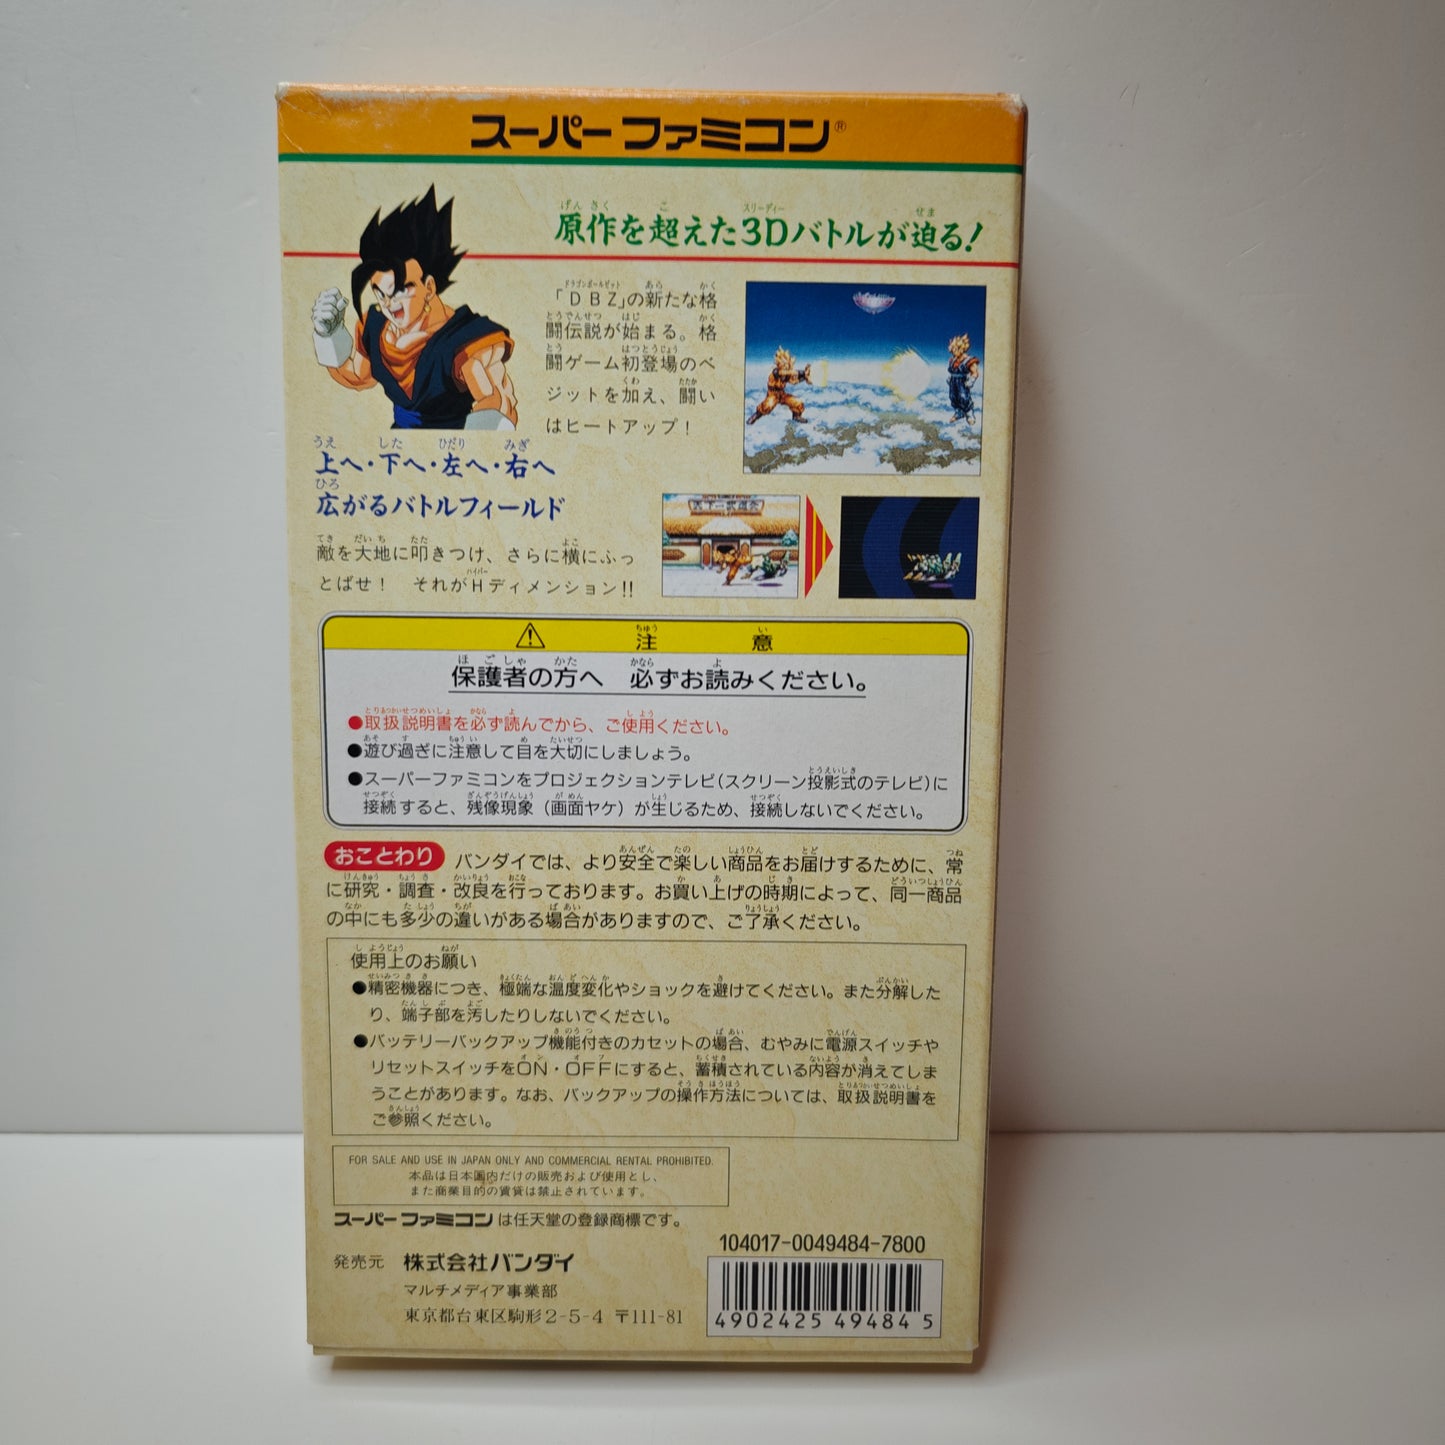 スーパーファミコン®
原作を超えた3Dバトルが迫る!
「DBZ」の新たな格
闘伝説が始まる。格
闘ゲーム初登場のベ
ジットを加え、闘い
はヒートアップ!
上へ・下へ・左へ・右へ
広がるバトルフィールド
敵を大地に叩きつけ、さらに横にふっ
とばせ! それがHディメンション!!
天下一武道会
注意
保護者の方へ 必ずお読みください。
●取扱説明書を必ず読んでから、ご使用ください。
●遊び過ぎに注意して目を大切にしましょう。
●スーパーファミコンをプロジェクションテレビ(スクリーン投影式のテレビ)に
接続すると、残像現象(画面ヤケ)が生じるため、接続しないでください。
おことわり バンダイでは、より安全で楽しい商品をお届けするために、常
に研究・調査・改良を行っております。お買い上げの時期によって、同一商品
の中にも多少の違いがある場合がありますので、ご了承ください。
使用上のお願い
●精密機器につき、極端な温度変化やショックを避けてください。また分解した
り、端子部を汚したりしないでください。
●バッテリーバックアップ機能付きのカセットの場合、むやみに電源スイッチや
リセットスイッチをON・OFFにすると、蓄積されている内容が消えてしま
うことがあります。なお、バックアップの操作方法については、取扱説明書を
ご参照ください。
FOR SALE AND USE IN JAPAN ONLY AND COMMERCIAL RENTAL PROHIBITED.
本品は日本国内だけの販売および使用とし、
また商業目的の賃貸は禁止されています。
スーパーファミコンは任天堂の登録商標です。
発売元 株式会社バンダイ
マルチメディア事業部
東京都台東区駒形2-5-4 〒111-81
104017-0049484-7800
4902425494845